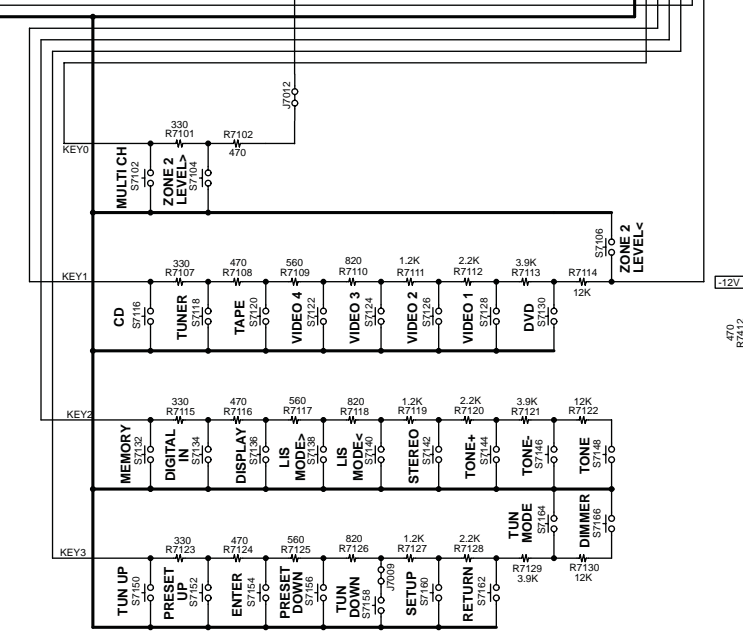 J7012
330
R7101
R7102
470
KEY0
MULTI CH
S7102
ZONE 2
LEVEL>
S7104
S7106
ZONE 2
LEVEL<
KEY1
330
R7107
470
R7108
560
R7109
820
R7110
1.2K
R7111
2.2K
R7112
3.9K
R7113
R7114
12K
-12V
CD
S7116
TUNER
S7118
TAPE
S7120
VIDEO 4
S7122
VIDEO 3
S7124
VIDEO 2
S7126
VIDEO 1
S7128
DVD
S7130
470
R7412
KEY2
330
R7115
470
R7116
560
R7117
820
R7118
1.2K
R7119
2.2K
R7120
3.9K
R7121
12K
R7122
MEMORY
S7132
DIGITAL
IN
S7134
DISPLAY
S7136
LIS
MODE>
S7138
LIS
MODE<
S7140
STEREO
S7142
TONE+
S7144
TONE-
S7146
TONE
S7148
TUN
MODE
S7164
DIMMER
S7166
KEY3
330
R7123
470
R7124
560
R7125
820
R7126
1.2K
R7127
2.2K
R7128
R7129
3.9K
R7130
12K
TUN UP
S7150
PRESET
UP
S7152
ENTER
S7154
PRESET
DOWN
S7156
TUN
DOWN
S7158
J7009
SETUP
S7160
RETURN
S7162